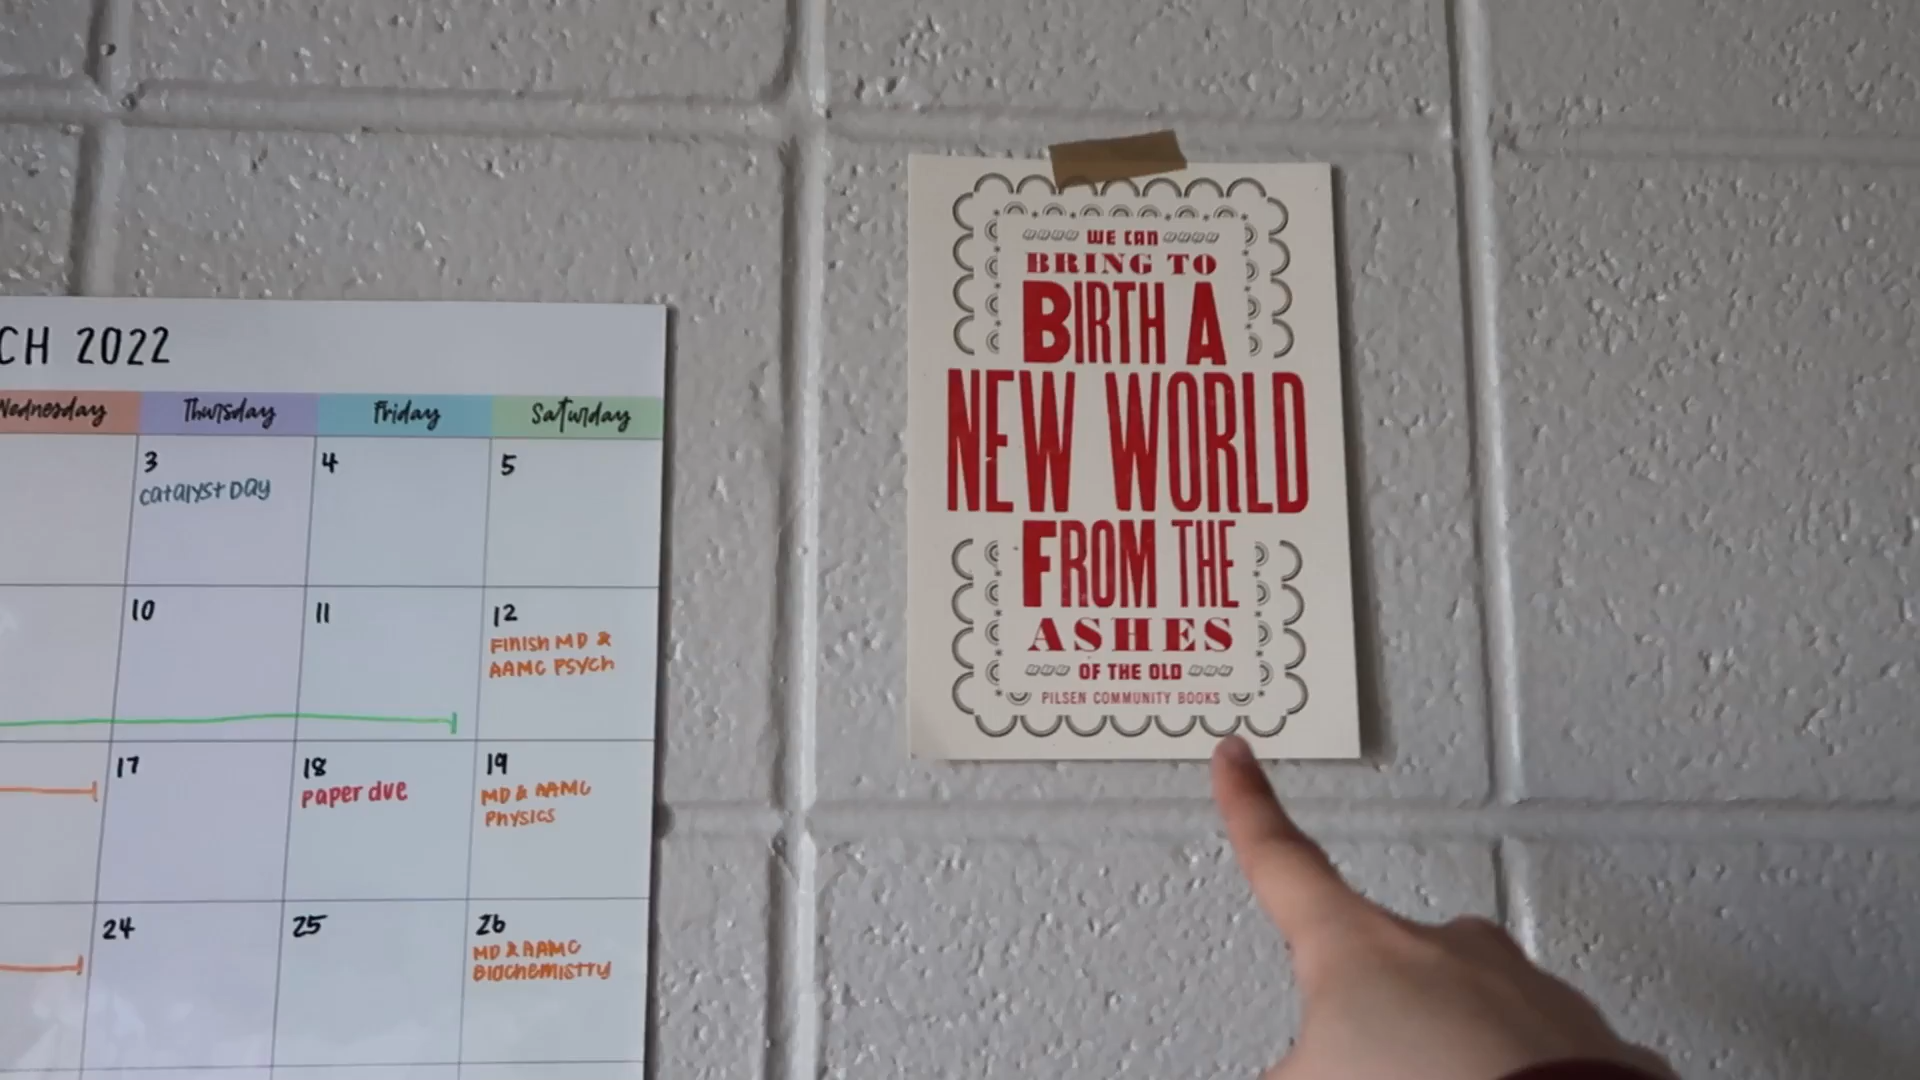 CH 2022
Wednesday Thursday Friday Saturday
3 4 5
catalyst Day
10 11 12
Finish MD &
AAMC Psych
17 18 19
paper due
MD & AAMC
Physics
24 25 26
MD & AAMC
Biochemistry
WE CAN
BRING TO
BIRTH A
NEW WORLD
FROM THE
ASHES
OF THE OLD
PILSEN COMMUNITY BOOKS